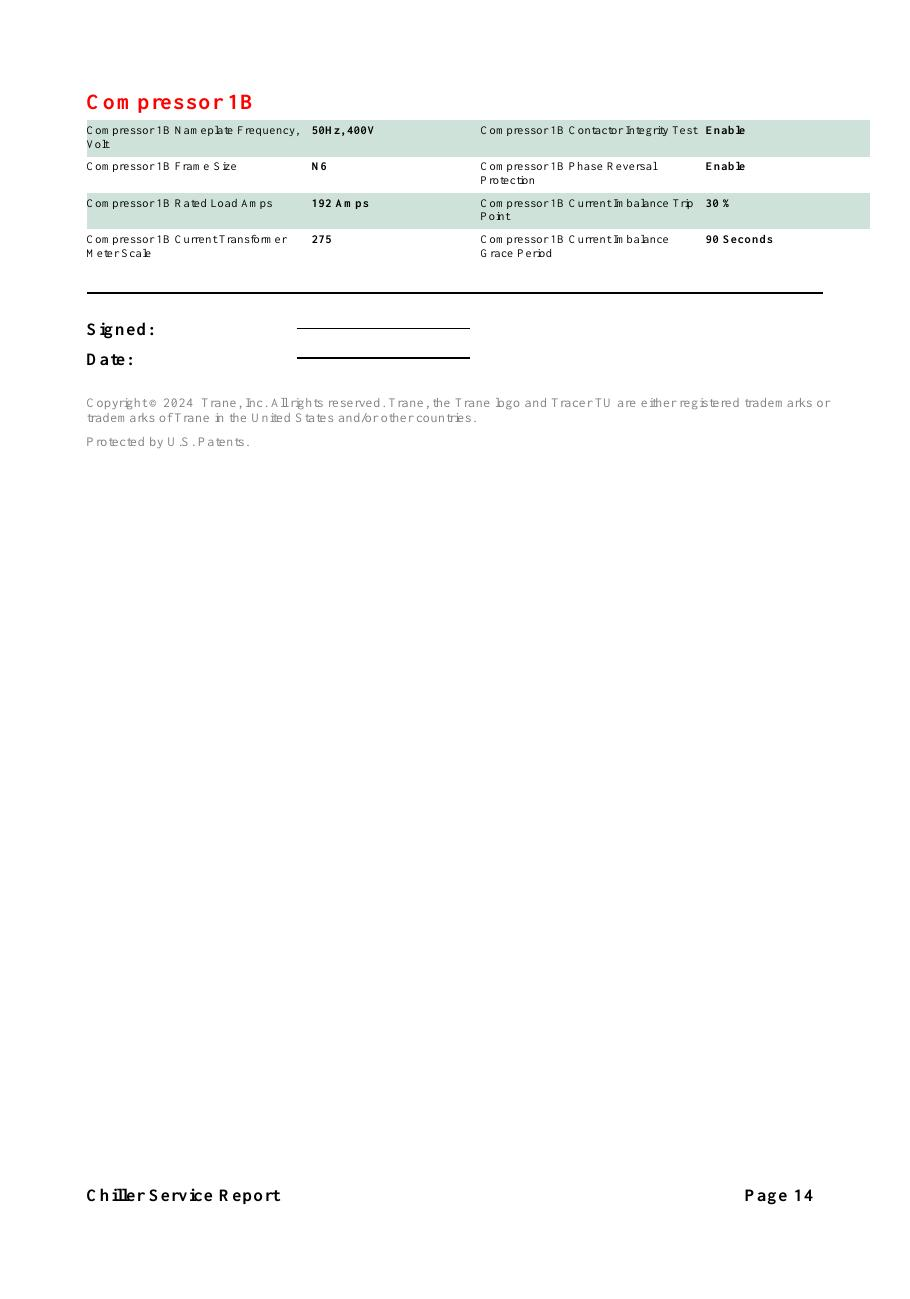 Compressor 1B
Compressor 1B Nameplate Frequency, 50Hz,400V Compressor 1B Contactor Integrity Test Enable
Volt
Compressor 1B Frame Size N6 Compressor 1B Phase Reversal Enable
Protection
Compressor 1B Rated Load Amps 192 Amps Compressor 1B Current Imbalance Trip 30 %
Point
Compressor 1B Current Transformer 275 Compressor 1B Current Imbalance 90 Seconds
Meter Scale Grace Period
Signed:
Date:
Copyright © 2024 Trane, Inc. All rights reserved. Trane, the Trane logo and Tracer TU are either registered trademarks or
trademarks of Trane in the United States and/or other countries.
Protected by U.S. Patents.
Chiller Service Report Page 14